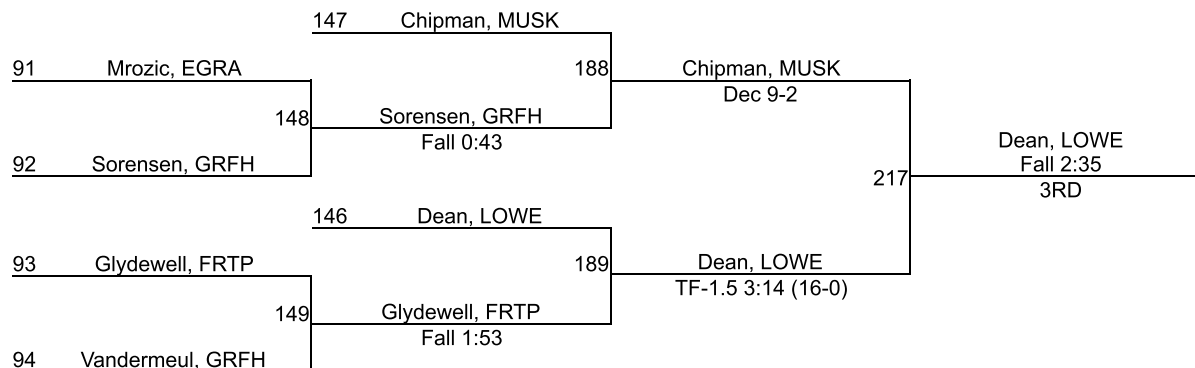 147 Chipman, MUSK
91 Mrozic, EGRA
188 Chipman, MUSK
Dec 9-2
148 Sorensen, GRFH
Fall 0:43
92 Sorensen, GRFH
Dean, LOWE
Fall 2:35
217
3RD
146 Dean, LOWE
93 Glydewell, FRTP
189 Dean, LOWE
TF-1.5 3:14 (16-0)
149 Glydewell, FRTP
Fall 1:53
94 Vandermeul, GRFH